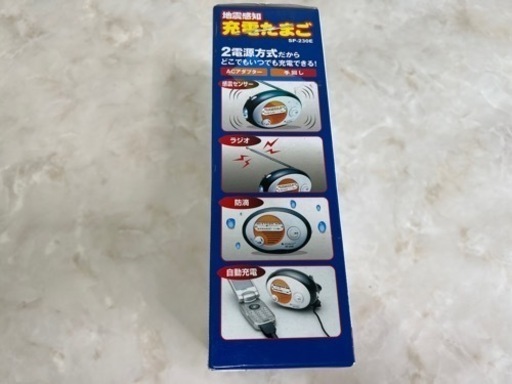 地震感知
充電たまご
SF-230E
2電源方式だから
どこでもいつでも充電できる!
ACアダプター 手回し
感震センサー
ラジオ
防滴
自動充電